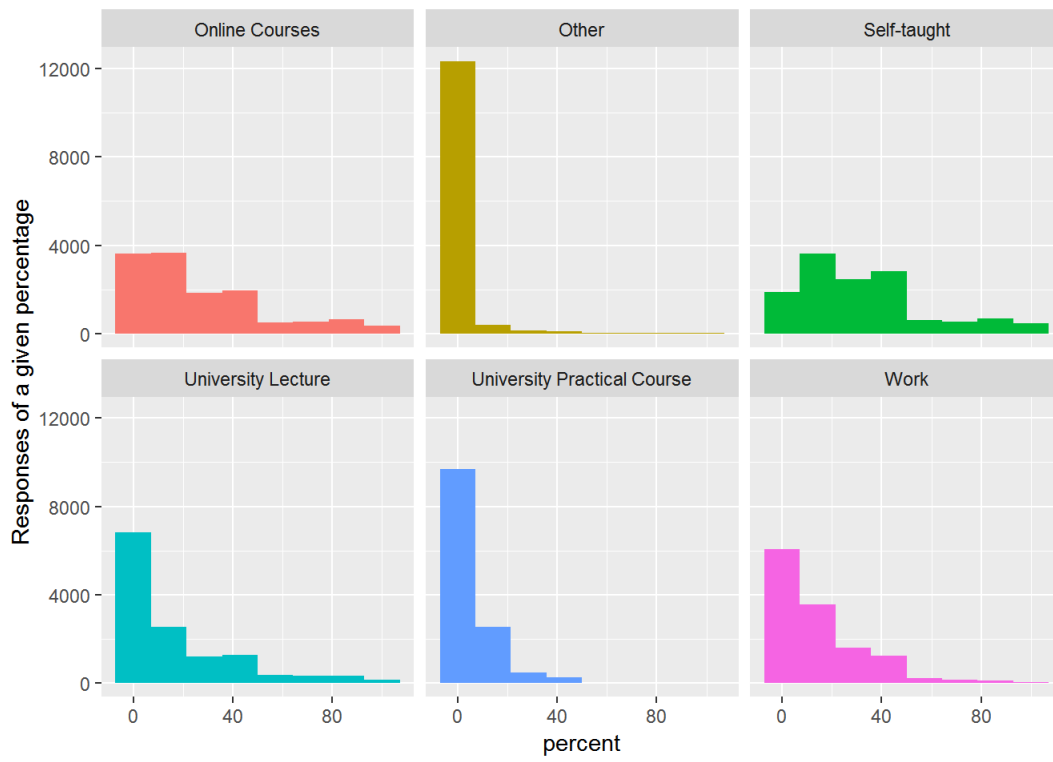 Online Courses
Other
Self-taught
12000
8000
4000
0
University Lecture
University Practical Course
Work
12000
8000
4000
0
0 40 80
0 40 80
0 40 80
percent
Responses of a given percentage